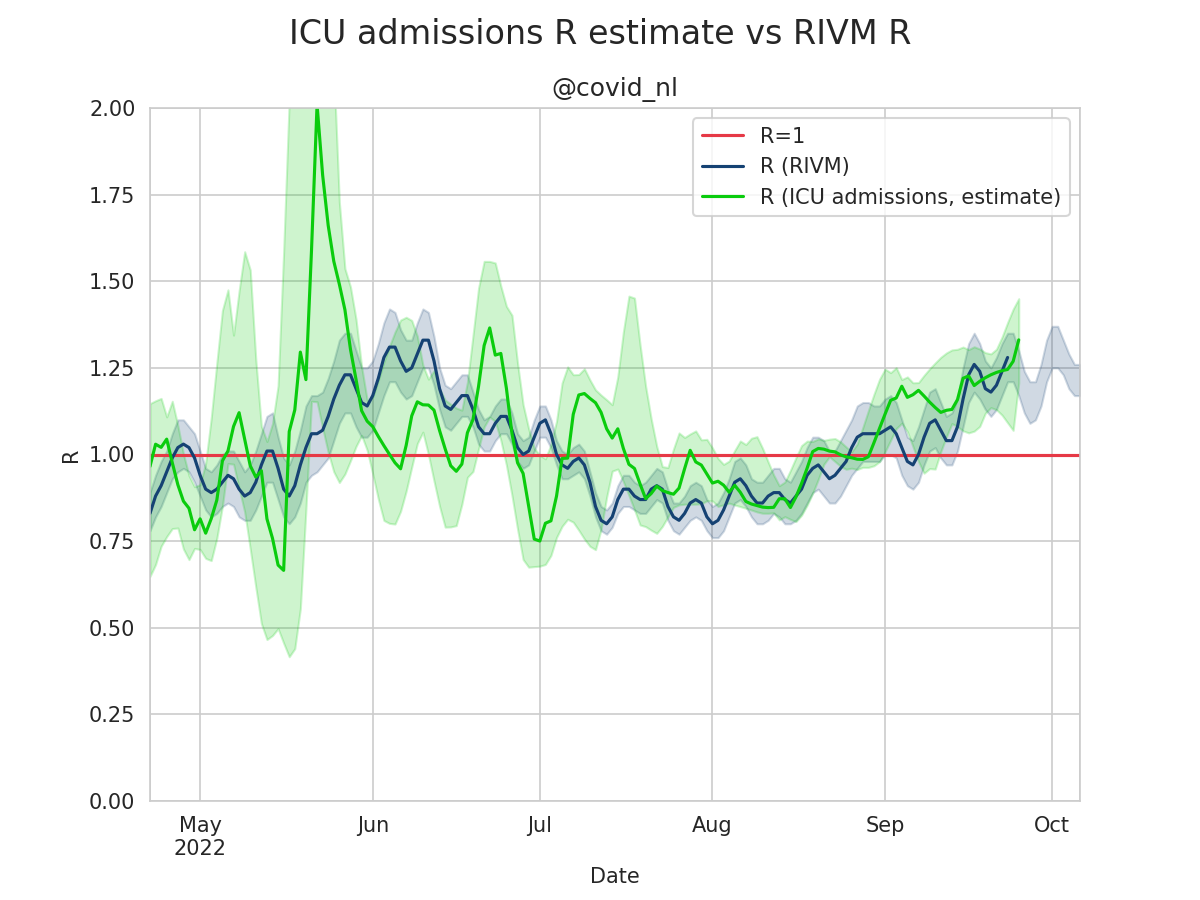 ICU admissions R estimate vs RIVM R
@covid_nl
R=1
R (RIVM)
R (ICU admissions, estimate)
2.00
1.75
1.50
1.25
1.00
0.75
0.50
0.25
0.00
R
May
2022
Jun
Jul
Aug
Sep
Oct
Date